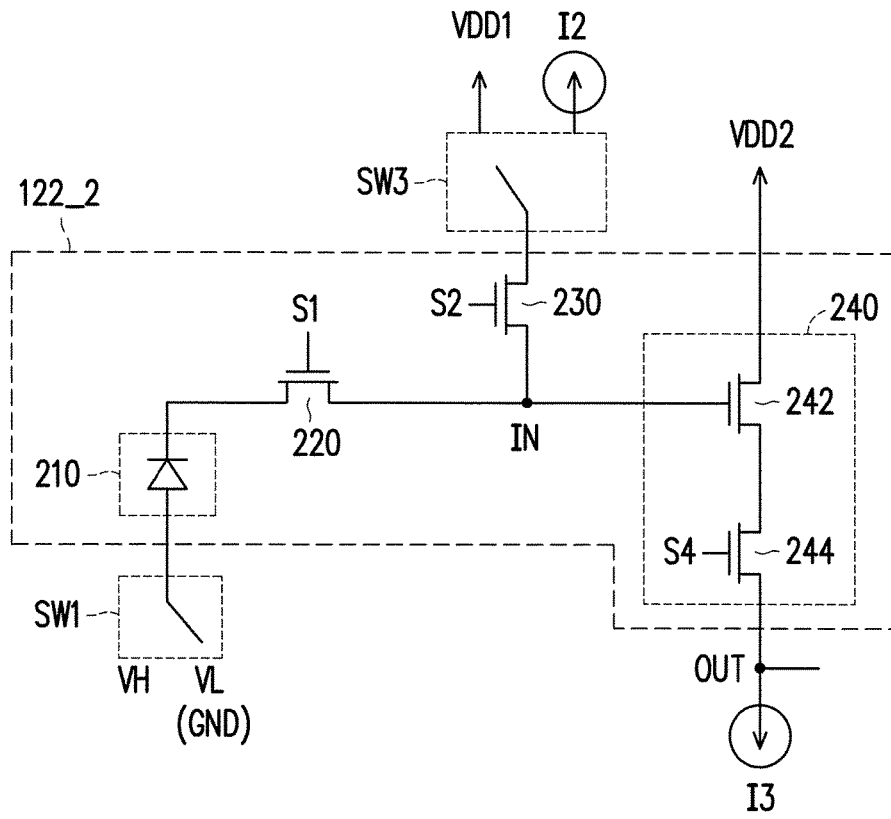 VDD1 I2
VDD2
SW3
122_2
S2 230
240
S1
242
220
IN
210
S4 244
SW1
OUT
VH VL
(GND)
I3